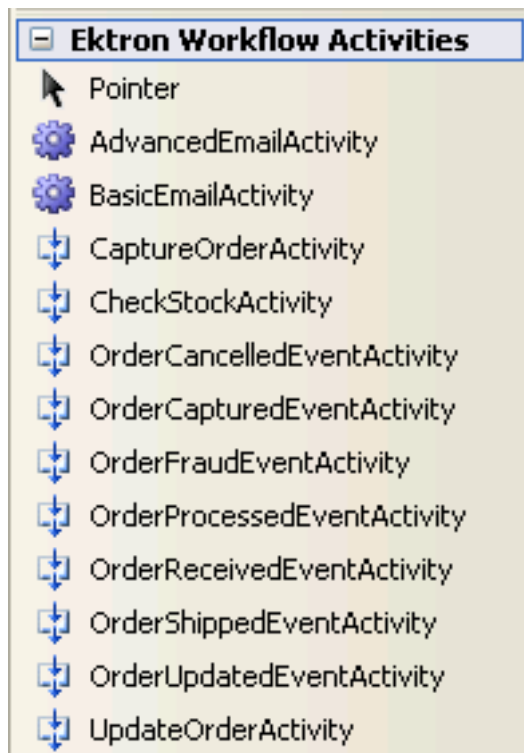 Ektron Workflow Activities
Pointer
AdvancedEmailActivity
BasicEmailActivity
CaptureOrderActivity
CheckStockActivity
OrderCancelledEventActivity
OrderCapturedEventActivity
OrderFraudEventActivity
OrderProcessedEventActivity
OrderReceivedEventActivity
OrderShippedEventActivity
OrderUpdatedEventActivity
UpdateOrderActivity